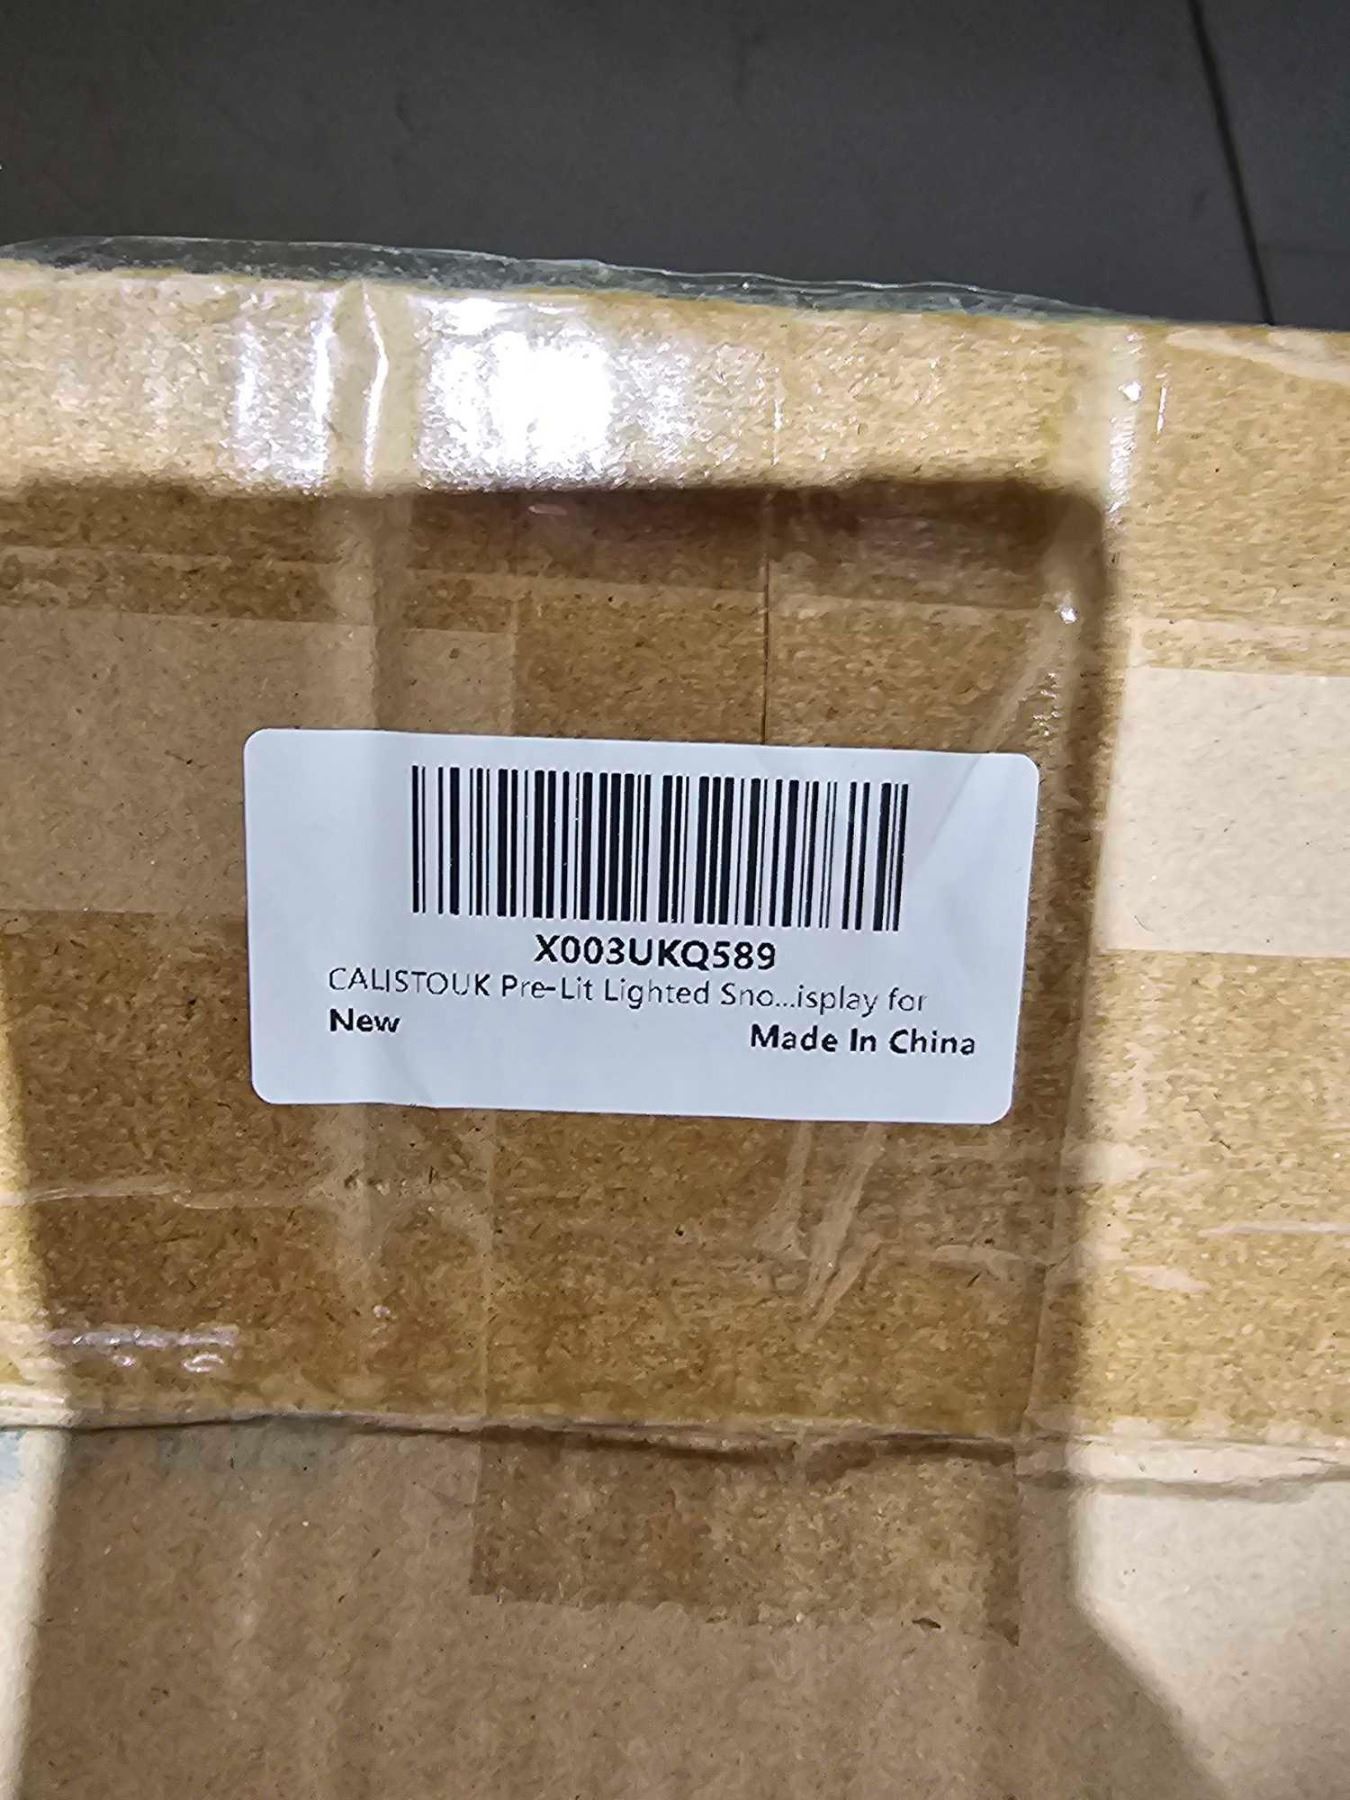 X003UKQ589
CALISTOUK Pre-Lit Lighted Sno...isplay for
New
Made In China